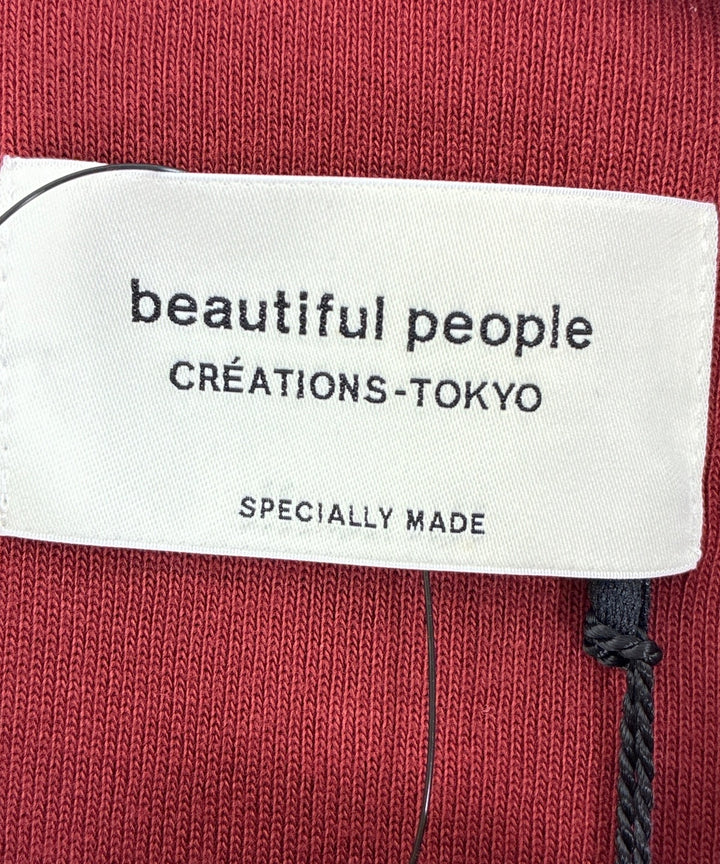 beautiful people
CRÉATIONS-TOKYO
SPECIALLY MADE